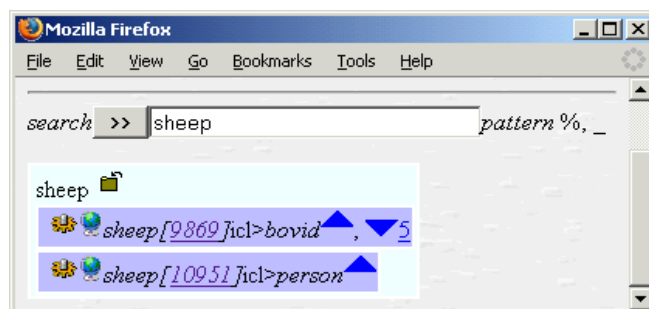 Mozilla Firefox
File Edit View Go Bookmarks Tools Help
search >> sheep pattern %, _
sheep
sheep[9869]icl>bovid, 5
sheep[10951]icl>person